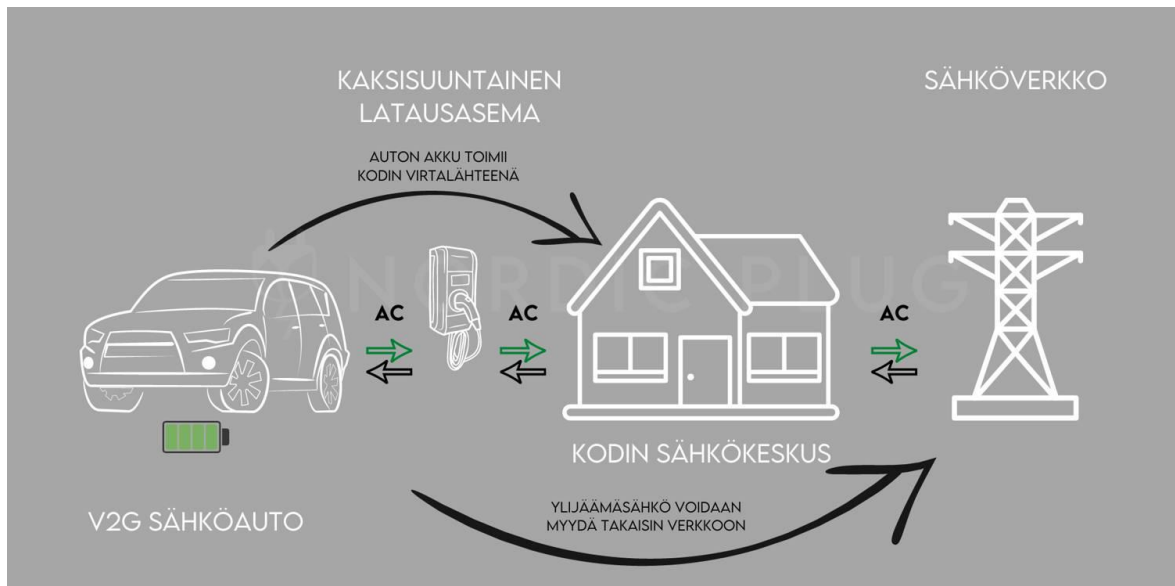 KAKSISUUNTAINEN
LATAUSASEMA
SÄHKÖVERKKO
AUTON AKKU TOIMII
KODIN VIRTALÄHTEENÄ
NORDIC PLUG
AC
AC
AC
KODIN SÄHKÖKESKUS
YLIJÄÄMÄSÄHKÖ VOIDAAN
MYYDÄ TAKAISIN VERKKOON
V2G SÄHKÖAUTO